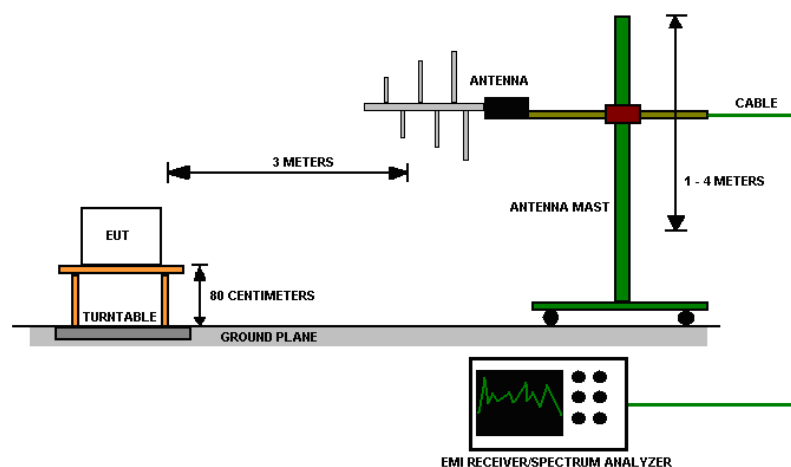 ANTENNA
CABLE
3 METERS
1 - 4 METERS
ANTENNA MAST
EUT
80 CENTIMETERS
TURNTABLE
GROUND PLANE
EMI RECEIVER/SPECTRUM ANALYZER